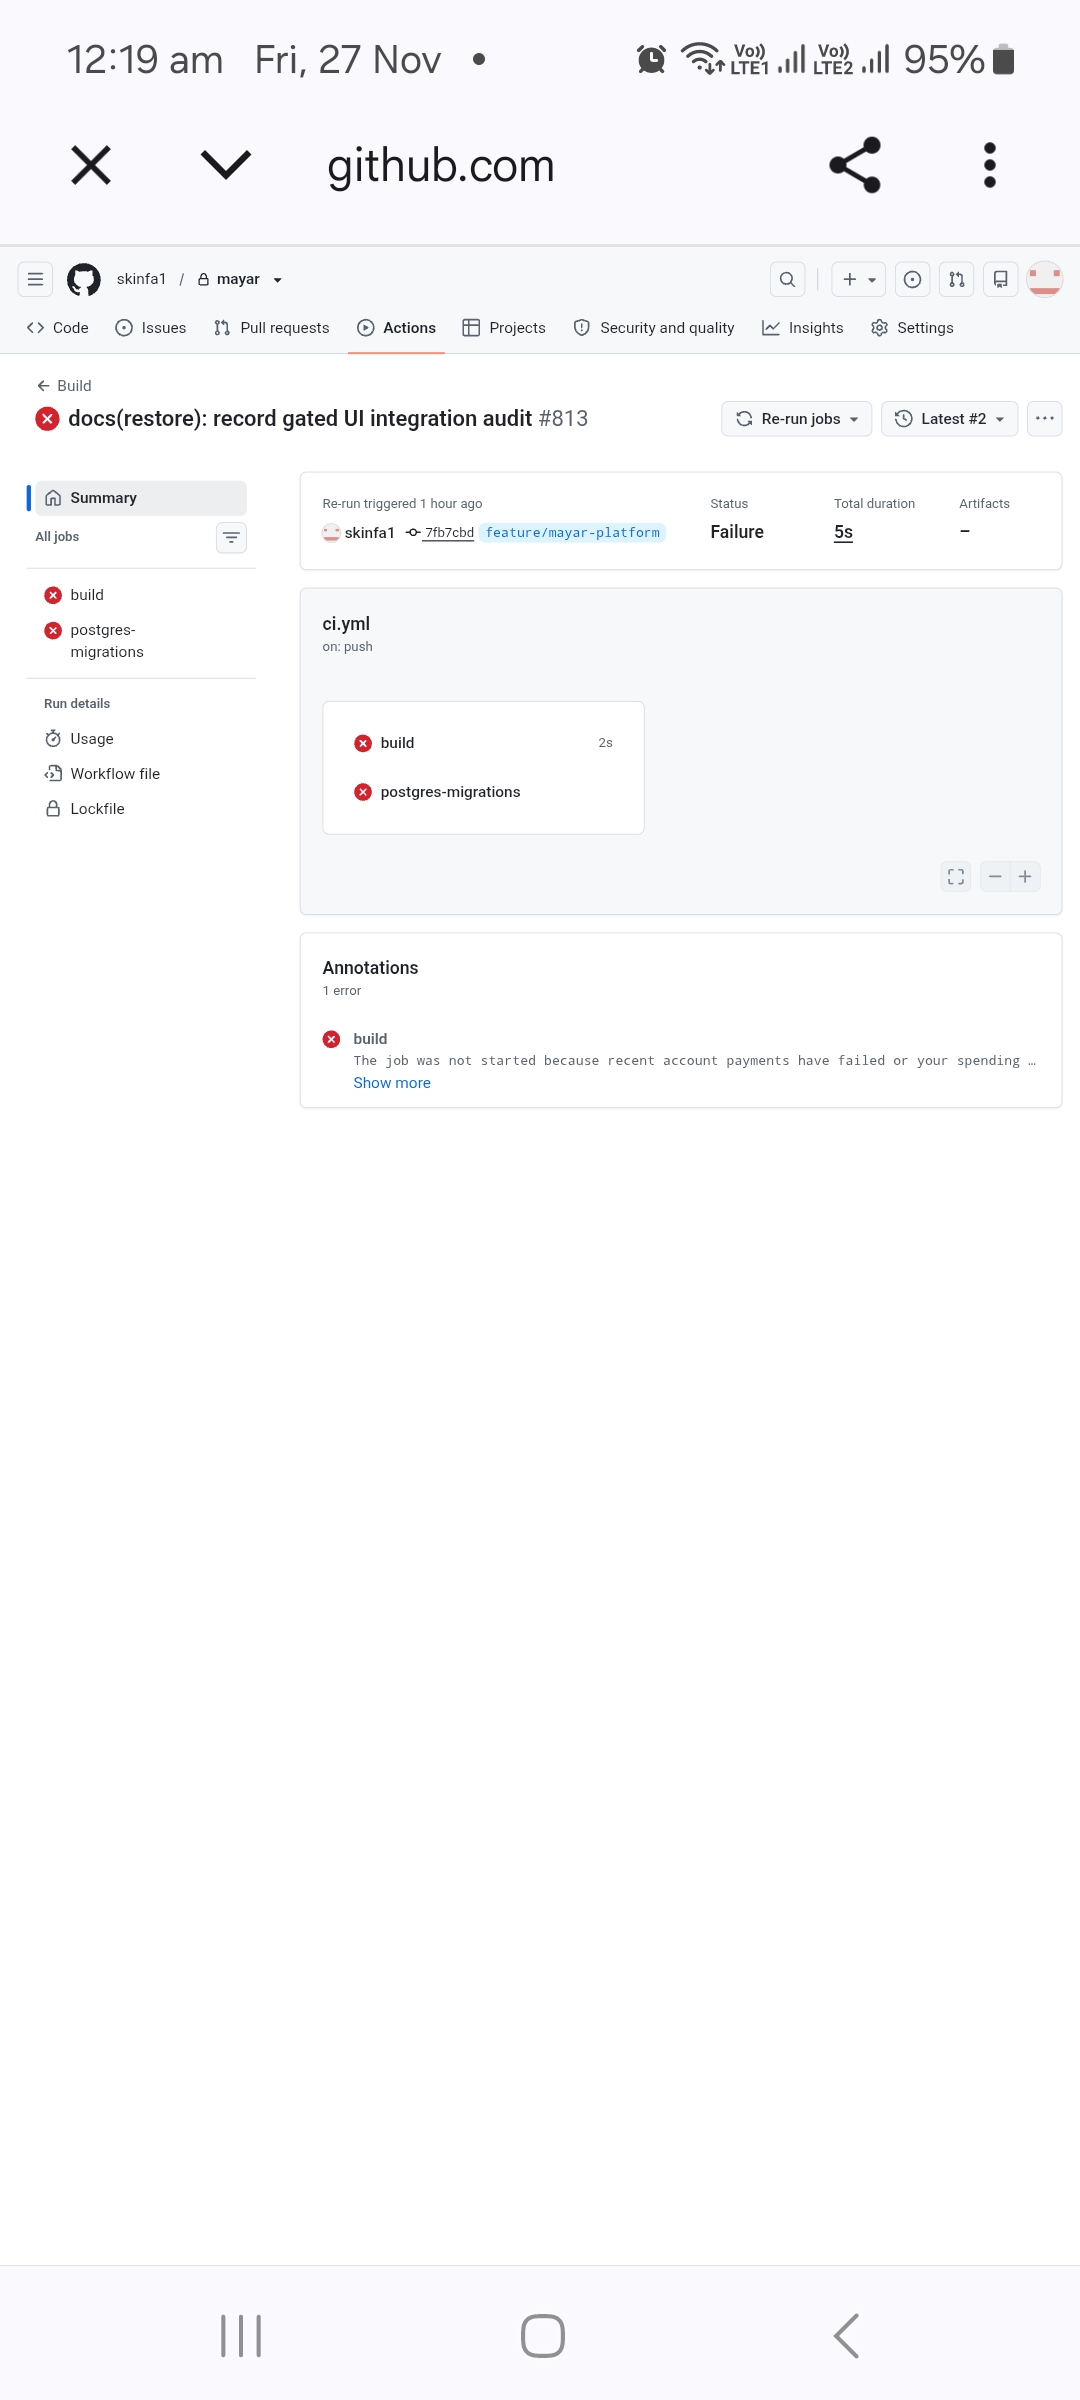 12:19 am Fri, 27 Nov
Vo)) LTE1 Vo)) LTE2 95%
github.com
skinfa1 / mayar
Code Issues Pull requests Actions Projects Security and quality Insights Settings
Build
docs(restore): record gated UI integration audit #813
Re-run jobs Latest #2
Summary
All jobs
build
postgres-
migrations
Run details
Usage
Workflow file
Lockfile
Re-run triggered 1 hour ago
skinfa1 7fb7cbd feature/mayar-platform
Status
Failure
Total duration
5s
Artifacts
–
ci.yml
on: push
build 2s
postgres-migrations
Annotations
1 error
build
The job was not started because recent account payments have failed or your spending …
Show more